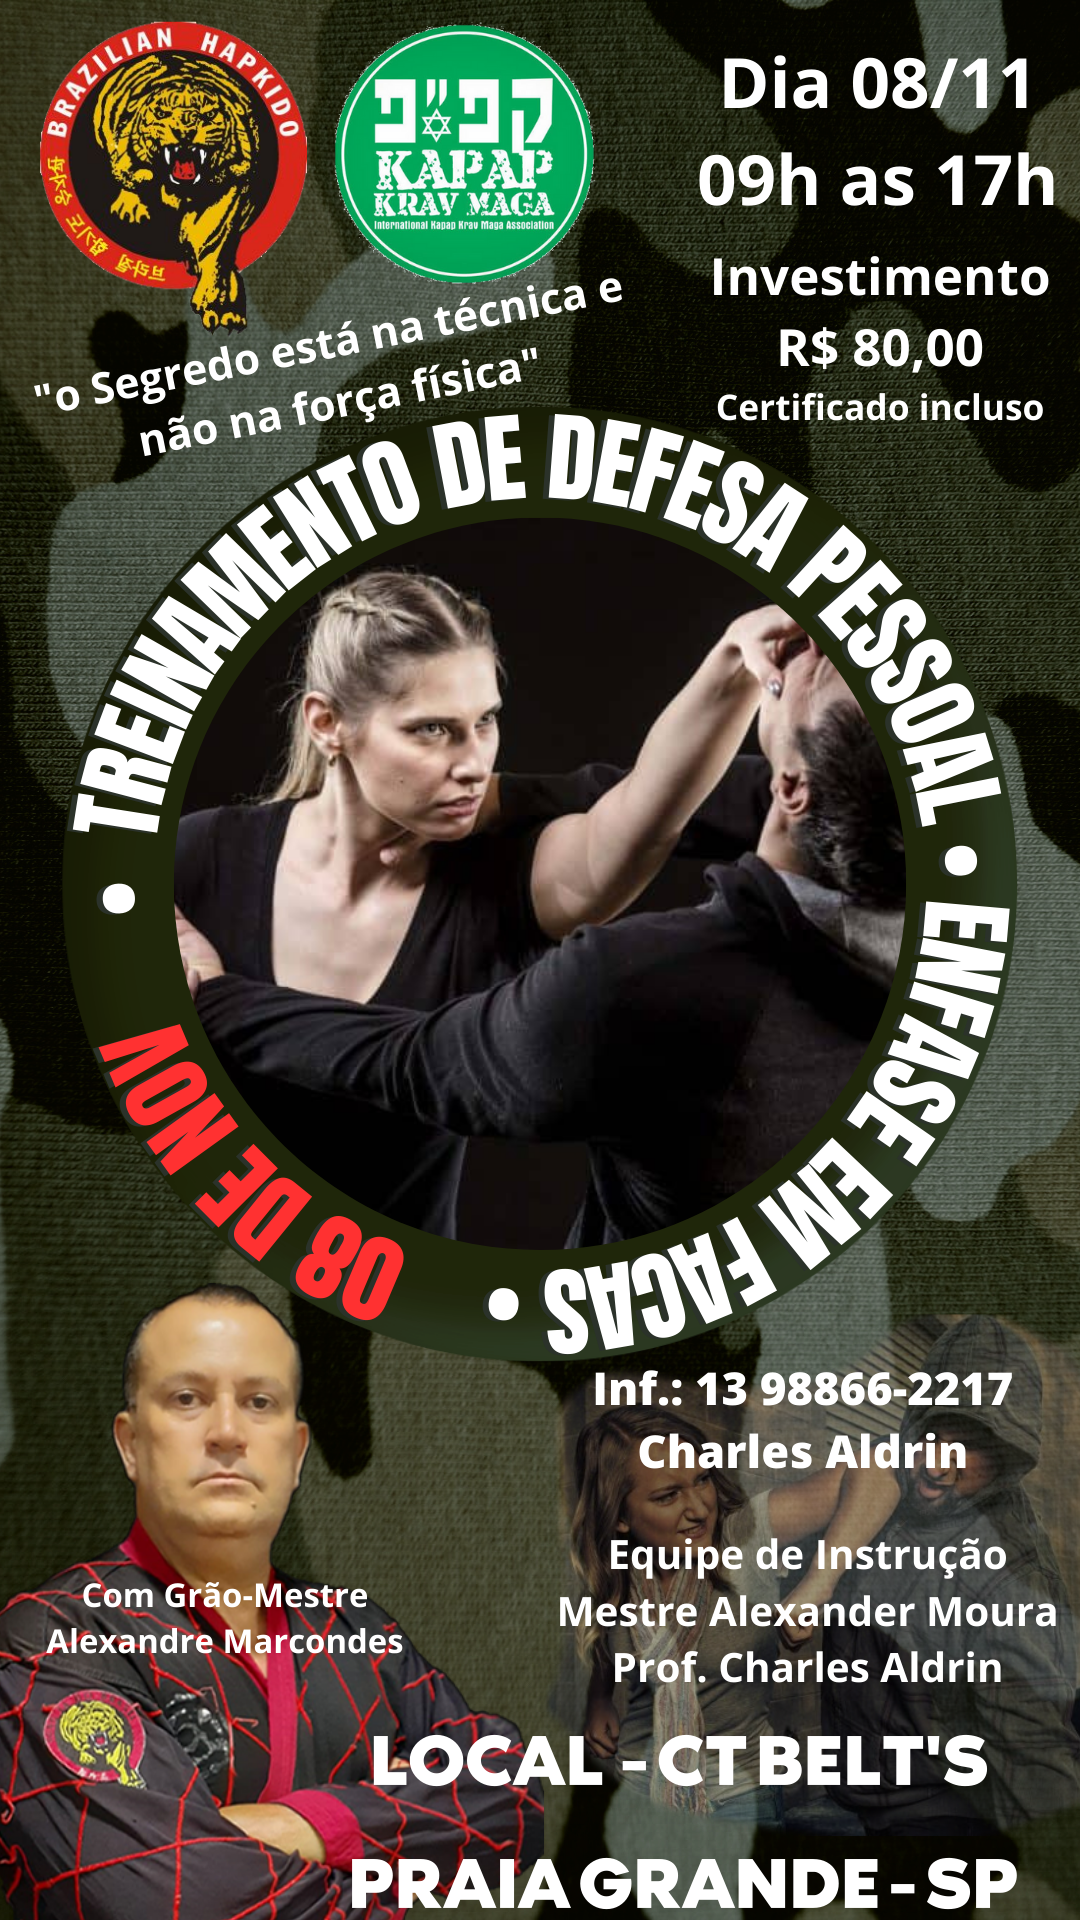 BRAZILIAN HAPKIDO
קפ״פ
KAPAP
KRAV MAGA
International Kapap Krav Maga Association
Dia 08/11
09h as 17h
Investimento
R$ 80,00
Certificado incluso
"o Segredo está na técnica e
não na força física"
• TREINAMENTO DE DEFESA PESSOAL • ENFASE EM FACAS •
08 DE NOV
Inf.: 13 98866-2217
Charles Aldrin
Equipe de Instrução
Mestre Alexander Moura
Prof. Charles Aldrin
Com Grão-Mestre
Alexandre Marcondes
LOCAL - CT BELT'S
PRAIA GRANDE - SP